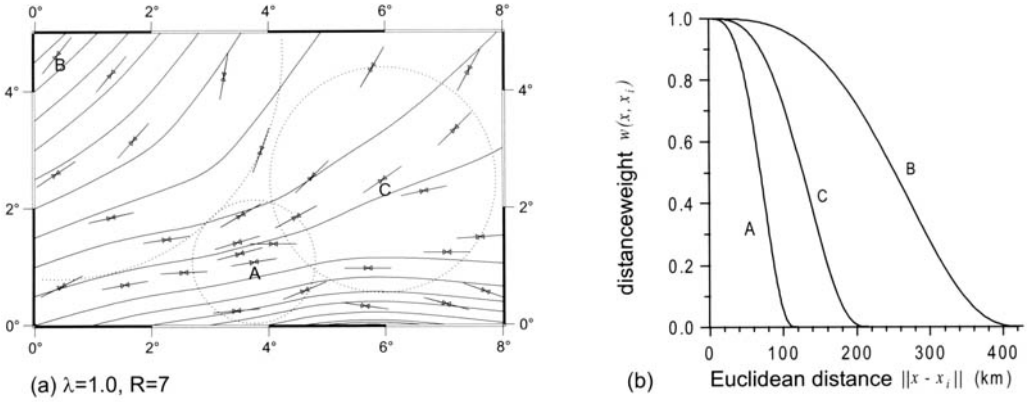 0° 2° 4° 6° 8°
B
4° 4°
C
2° 2°
A
0° 0°
0° 2° 4° 6° 8°
(a) λ=1.0, R=7
1.0
0.8
0.6
0.4
0.2
0.0
distanceweight w(x, x_i)
A
C
B
0 100 200 300 400
(b) Euclidean distance ||x - x_i|| (km)